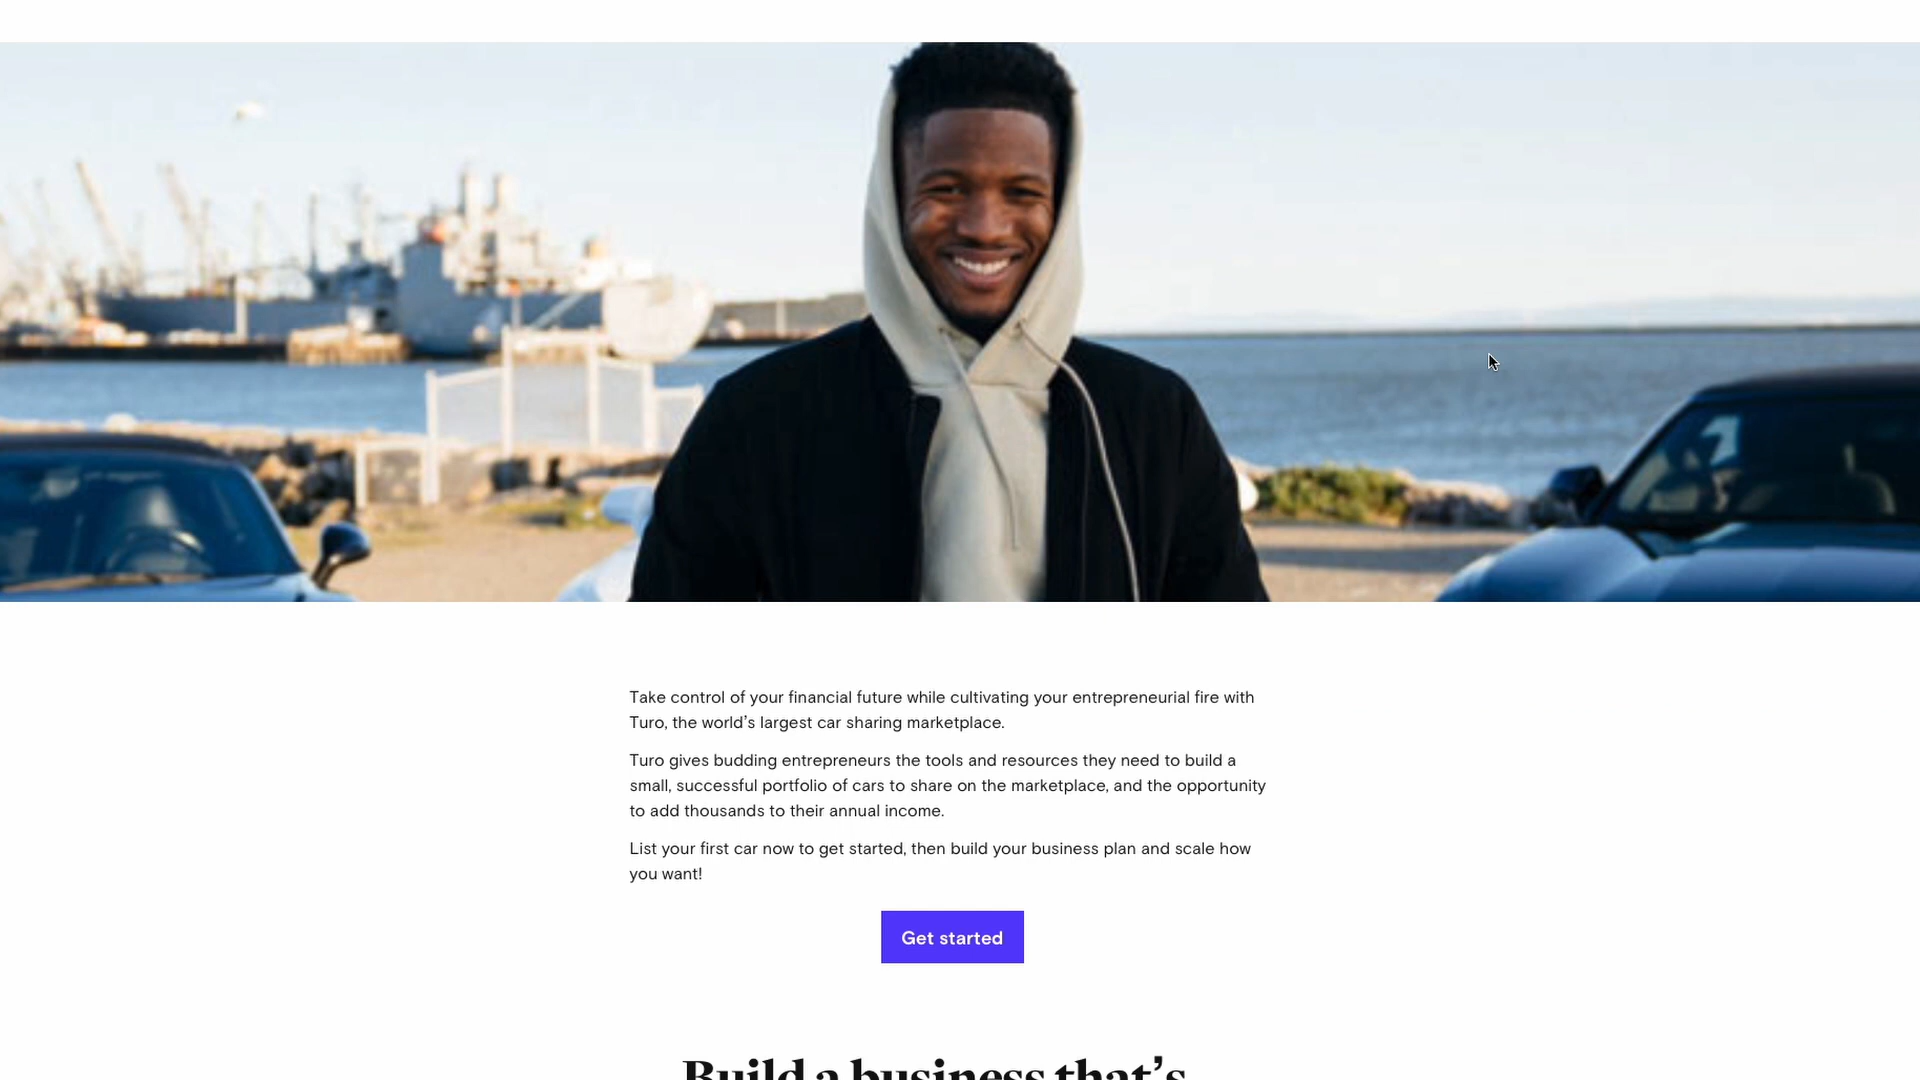 Take control of your financial future while cultivating your entrepreneurial fire with
Turo, the world’s largest car sharing marketplace.
Turo gives budding entrepreneurs the tools and resources they need to build a
small, successful portfolio of cars to share on the marketplace, and the opportunity
to add thousands to their annual income.
List your first car now to get started, then build your business plan and scale how
you want!
Get started
Build a business that’s